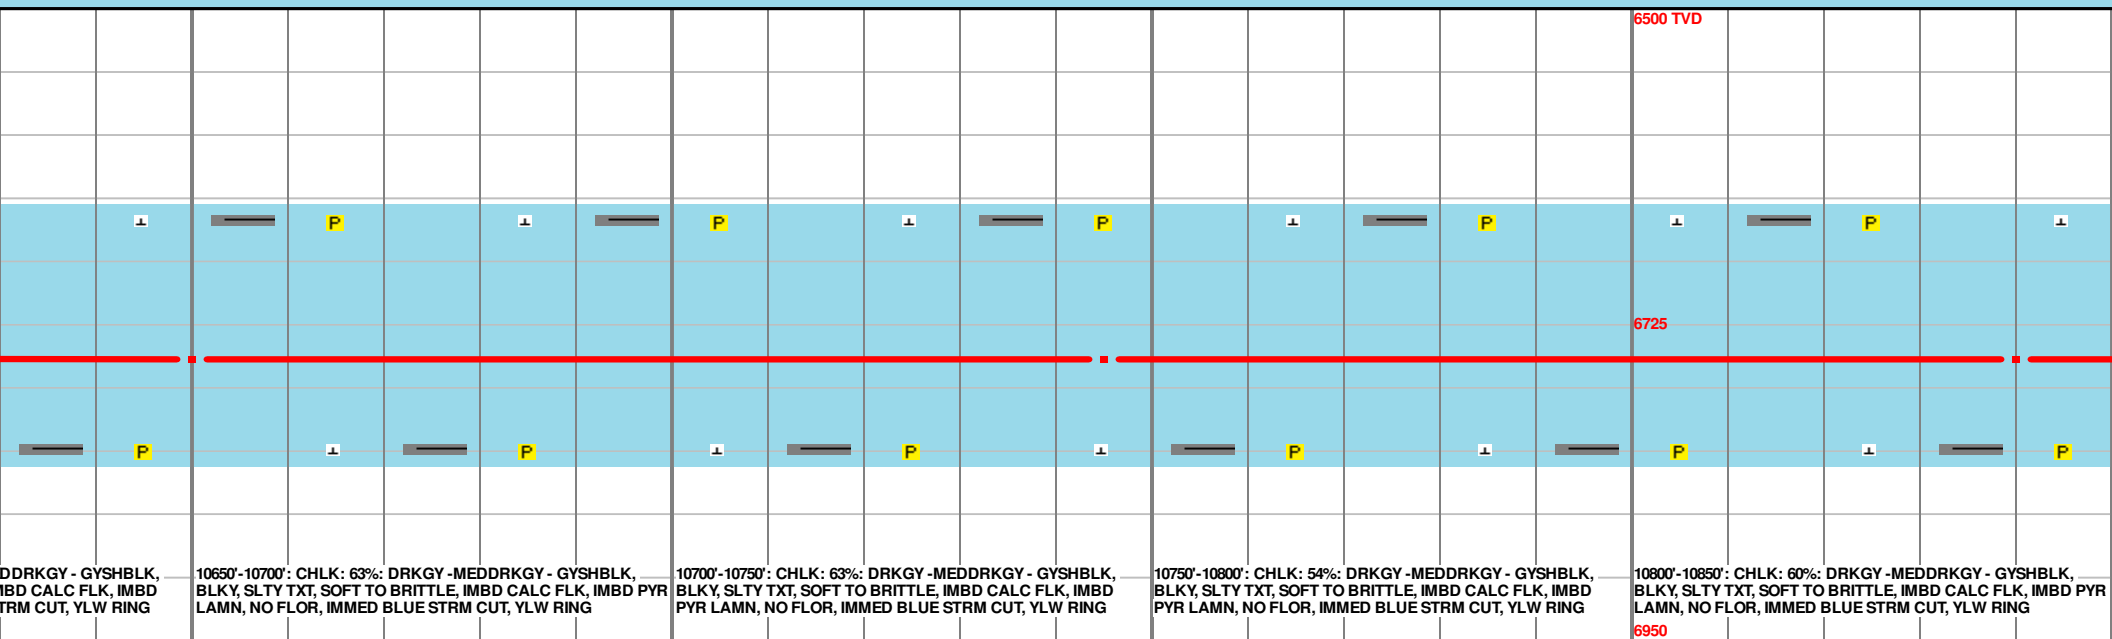 6500 TVD
P P P P P
6725
P P P P P
DDRKGY - GYSHBLK,
MBD CALC FLK, IMBD
TRM CUT, YLW RING
10650'-10700': CHLK: 63%: DRKGY -MEDDRKGY - GYSHBLK,
BLKY, SLTY TXT, SOFT TO BRITTLE, IMBD CALC FLK, IMBD PYR
LAMN, NO FLOR, IMMED BLUE STRM CUT, YLW RING
10700'-10750': CHLK: 63%: DRKGY -MEDDRKGY - GYSHBLK,
BLKY, SLTY TXT, SOFT TO BRITTLE, IMBD CALC FLK, IMBD
PYR LAMN, NO FLOR, IMMED BLUE STRM CUT, YLW RING
10750'-10800': CHLK: 54%: DRKGY -MEDDRKGY - GYSHBLK,
BLKY, SLTY TXT, SOFT TO BRITTLE, IMBD CALC FLK, IMBD
PYR LAMN, NO FLOR, IMMED BLUE STRM CUT, YLW RING
10800'-10850': CHLK: 60%: DRKGY -MEDDRKGY - GYSHBLK,
BLKY, SLTY TXT, SOFT TO BRITTLE, IMBD CALC FLK, IMBD PYR
LAMN, NO FLOR, IMMED BLUE STRM CUT, YLW RING
6950